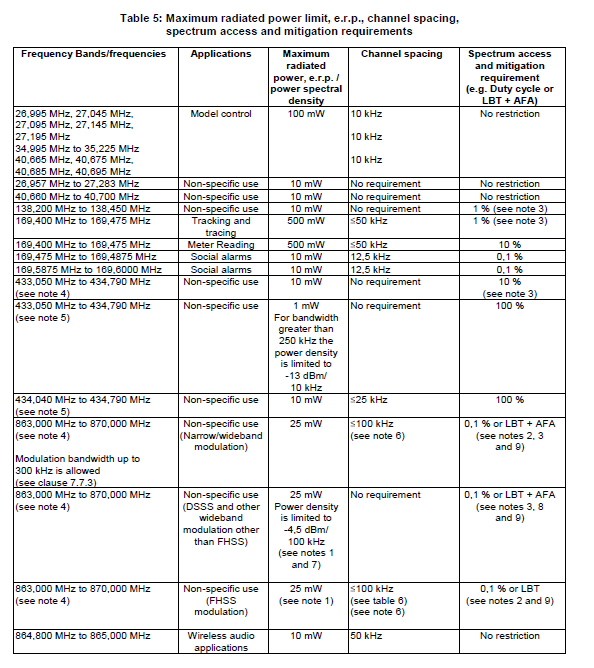 Table 5: Maximum radiated power limit, e.r.p., channel spacing,
spectrum access and mitigation requirements
Frequency Bands/frequencies
Applications
Maximum
radiated
power, e.r.p. /
power spectral
density
Channel spacing
Spectrum access
and mitigation
requirement
(e.g. Duty cycle or
LBT + AFA)
26,995 MHz, 27,045 MHz,
27,095 MHz, 27,145 MHz,
27,195 MHz
34,995 MHz to 35,225 MHz
40,665 MHz, 40,675 MHz,
40,685 MHz, 40,695 MHz
Model control
100 mW
10 kHz
10 kHz
10 kHz
No restriction
26,957 MHz to 27,283 MHz
Non-specific use
10 mW
No requirement
No restriction
40,660 MHz to 40,700 MHz
Non-specific use
10 mW
No requirement
No restriction
138,200 MHz to 138,450 MHz
Non-specific use
10 mW
No requirement
1 % (see note 3)
169,400 MHz to 169,475 MHz
Tracking and
tracing
500 mW
≤50 kHz
1 % (see note 3)
169,400 MHz to 169,475 MHz
Meter Reading
500 mW
≤50 kHz
10 %
169,475 MHz to 169,4875 MHz
Social alarms
10 mW
12,5 kHz
0,1 %
169,5875 MHz to 169,6000 MHz
Social alarms
10 mW
12,5 kHz
0,1 %
433,050 MHz to 434,790 MHz
(see note 4)
Non-specific use
10 mW
No requirement
10 %
(see note 3)
433,050 MHz to 434,790 MHz
(see note 5)
Non-specific use
1 mW
For bandwidth
greater than
250 kHz the
power density
is limited to
-13 dBm/
10 kHz
No requirement
100 %
434,040 MHz to 434,790 MHz
(see note 5)
Non-specific use
10 mW
≤25 kHz
100 %
863,000 MHz to 870,000 MHz
(see note 4)
Modulation bandwidth up to
300 kHz is allowed
(see clause 7.7.3)
Non-specific use
(Narrow/wideband
modulation)
25 mW
≤100 kHz
(see note 6)
0,1 % or LBT + AFA
(see notes 2, 3
and 9)
863,000 MHz to 870,000 MHz
(see note 4)
Non-specific use
(DSSS and other
wideband
modulation other
than FHSS)
25 mW
Power density
is limited to
-4,5 dBm/
100 kHz
(see notes 1
and 7)
No requirement
0,1 % or LBT + AFA
(see notes 3, 8
and 9)
863,000 MHz to 870,000 MHz
(see note 4)
Non-specific use
(FHSS
modulation)
25 mW
(see note 1)
≤100 kHz
(see table 6)
(see note 6)
0,1 % or LBT
(see notes 2 and 9)
864,800 MHz to 865,000 MHz
Wireless audio
applications
10 mW
50 kHz
No restriction